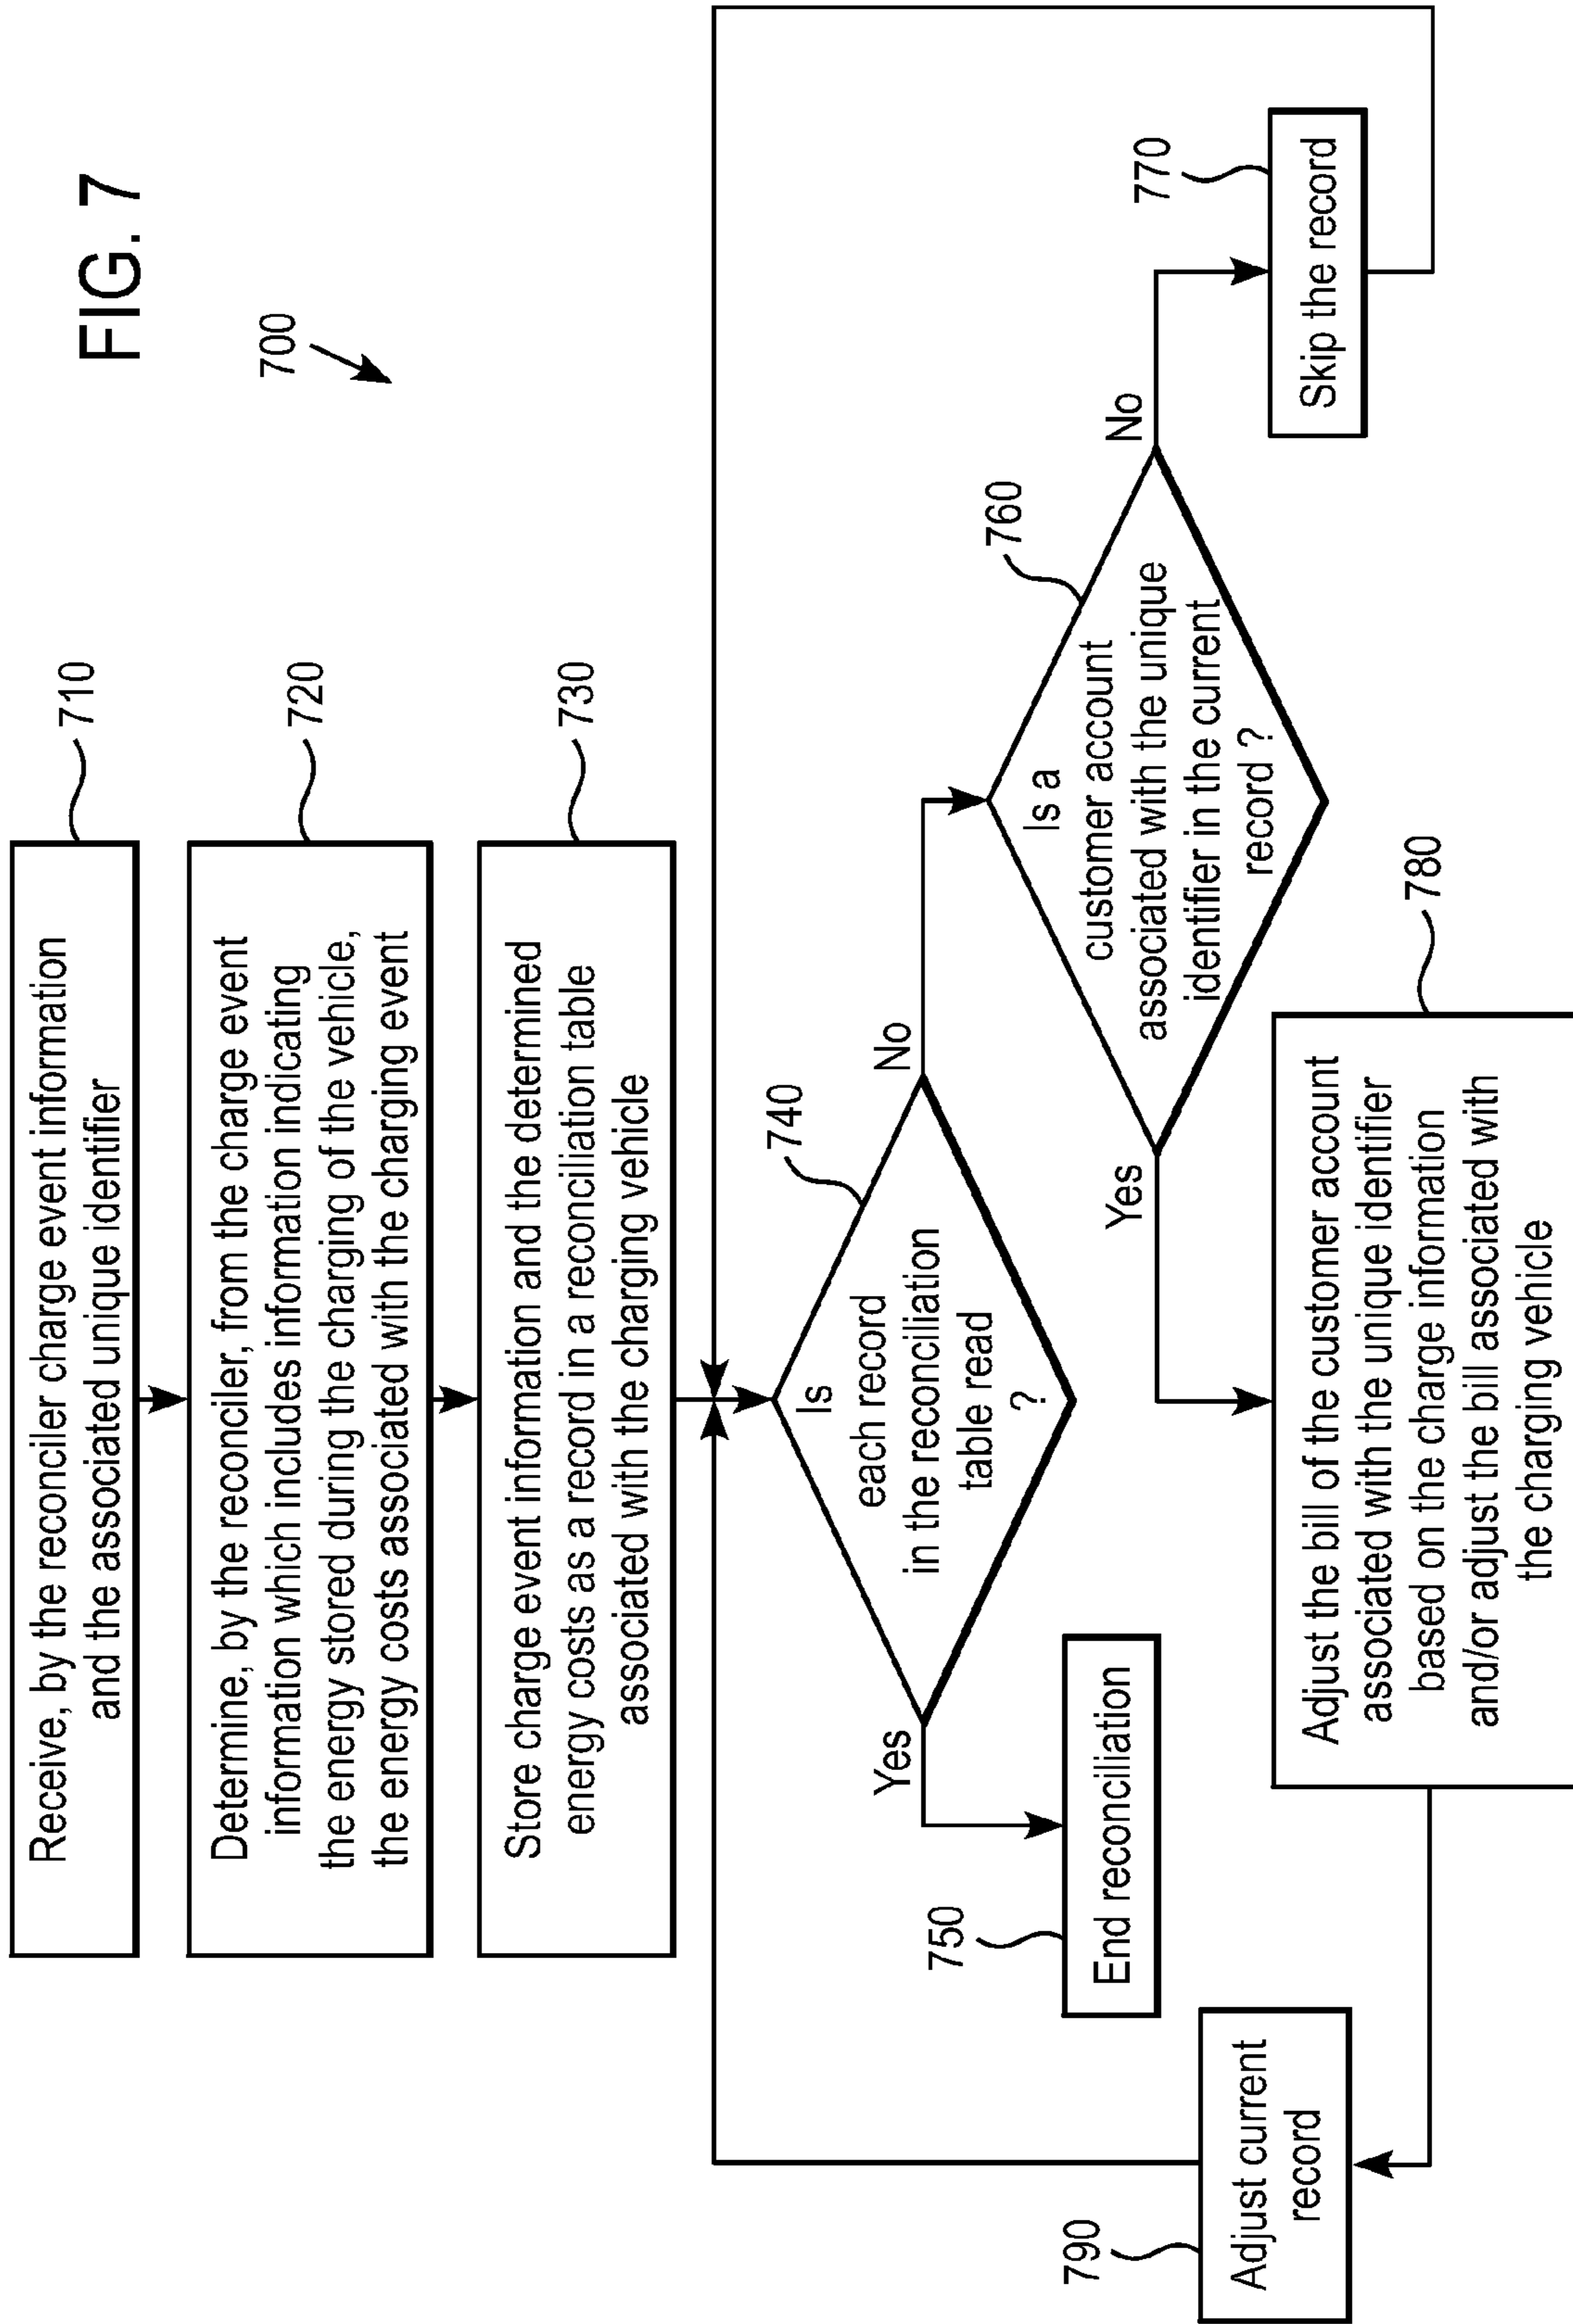 FIG. 7
700
Receive, by the reconciler charge event information
and the associated unique identifier
710
Determine, by the reconciler, from the charge event
information which includes information indicating
the energy stored during the charging of the vehicle,
the energy costs associated with the charging event
720
Store charge event information and the determined
energy costs as a record in a reconciliation table
associated with the charging vehicle
730
Is
each record
in the reconciliation
table read
?
740
Yes
No
End reconciliation
750
Is a
customer account
associated with the unique
identifier in the current
record ?
760
Yes
No
Skip the record
770
Adjust the bill of the customer account
associated with the unique identifier
based on the charge information
and/or adjust the bill associated with
the charging vehicle
780
Adjust current
record
790